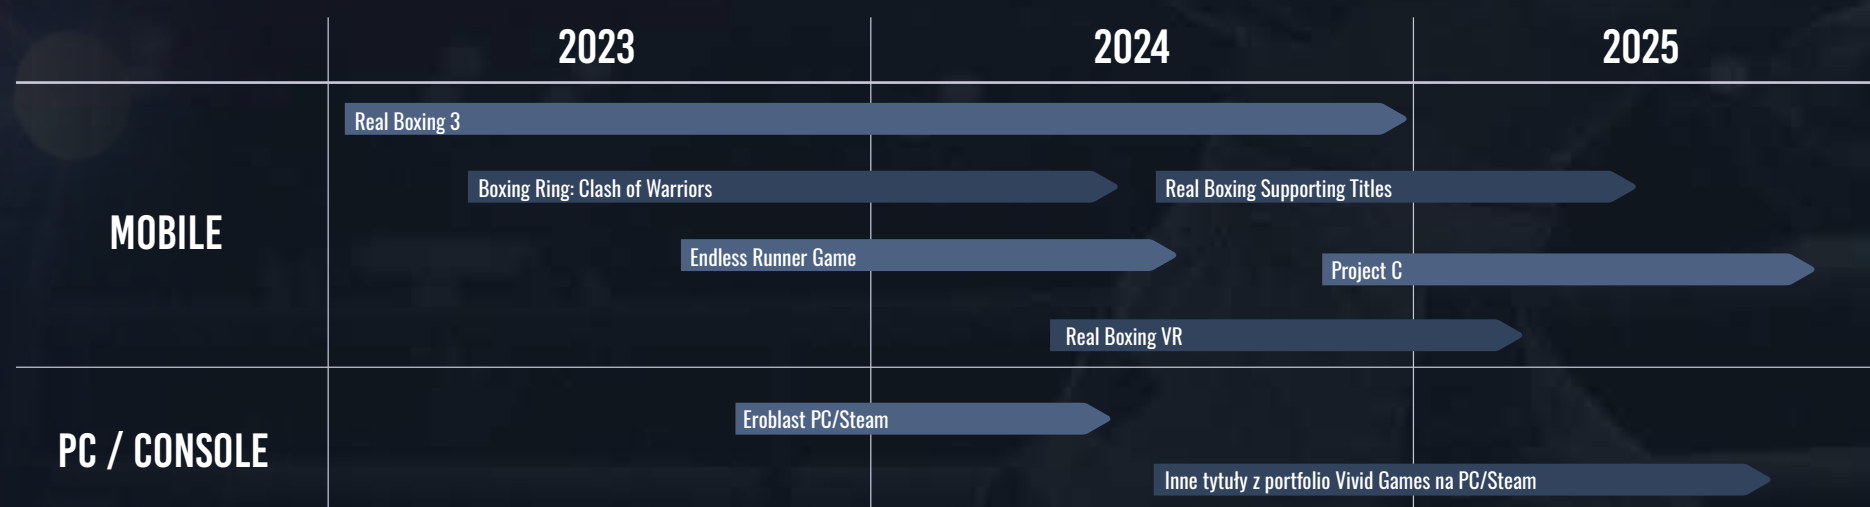 2023
2024
2025
MOBILE
Real Boxing 3
Boxing Ring: Clash of Warriors
Real Boxing Supporting Titles
Endless Runner Game
Project C
Real Boxing VR
PC / CONSOLE
Eroblast PC/Steam
Inne tytuły z portfolio Vivid Games na PC/Steam